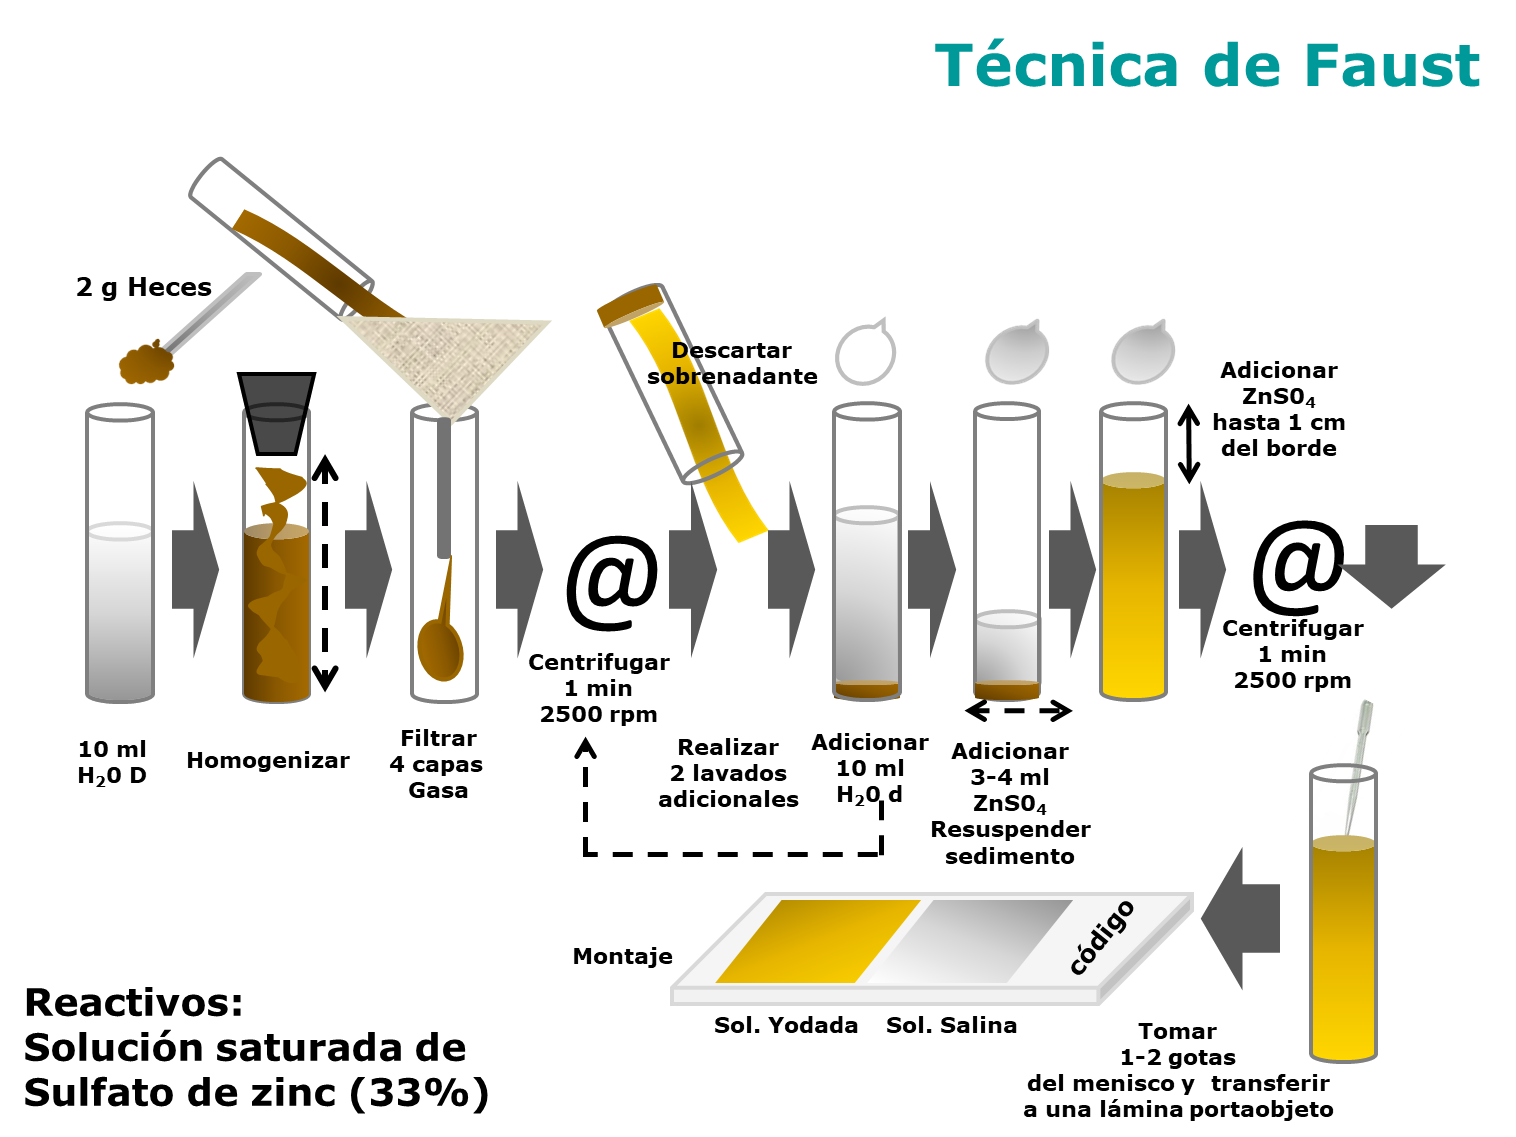 Técnica de Faust
2 g Heces
10 ml
H₂0 D
Homogenizar
Filtrar
4 capas
Gasa
@
Centrifugar
1 min
2500 rpm
Descartar
sobrenadante
Realizar
2 lavados
adicionales
Adicionar
10 ml
H₂0 d
Adicionar
3-4 ml
ZnS0₄
Resuspender
sedimento
Adicionar
ZnS0₄
hasta 1 cm
del borde
@
Centrifugar
1 min
2500 rpm
Tomar
1-2 gotas
del menisco y transferir
a una lámina portaobjeto
Montaje
código
Sol. Yodada
Sol. Salina
Reactivos:
Solución saturada de
Sulfato de zinc (33%)